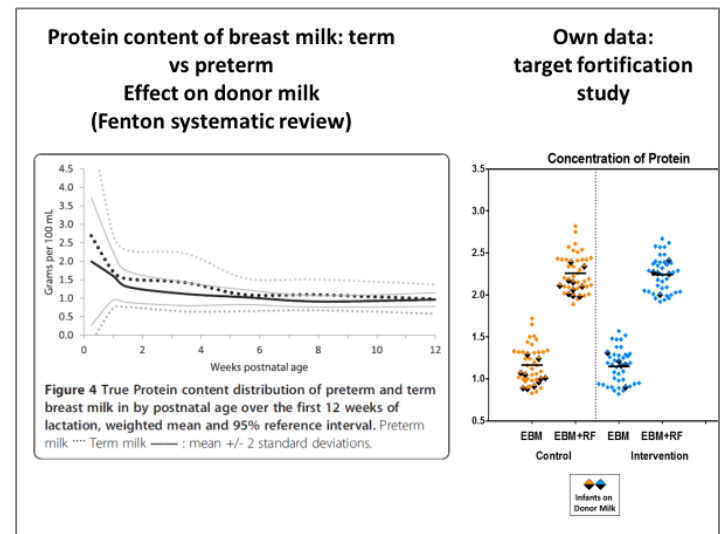 Protein content of breast milk: term
vs preterm
Effect on donor milk
(Fenton systematic review)
Own data:
target fortification
study
Grams per 100 mL
4.5
4.0
3.5
3.0
2.5
2.0
1.5
1.0
0.5
0.0
0 2 4 6 8 10 12
Weeks postnatal age
Figure 4 True Protein content distribution of preterm and term
breast milk in by postnatal age over the first 12 weeks of
lactation, weighted mean and 95% reference interval. Preterm
milk ···· Term milk —— : mean +/- 2 standard deviations.
Concentration of Protein
3.5
3.0
2.5
2.0
1.5
1.0
0.5
EBM EBM+RF EBM EBM+RF
Control Intervention
Infants on
Donor Milk